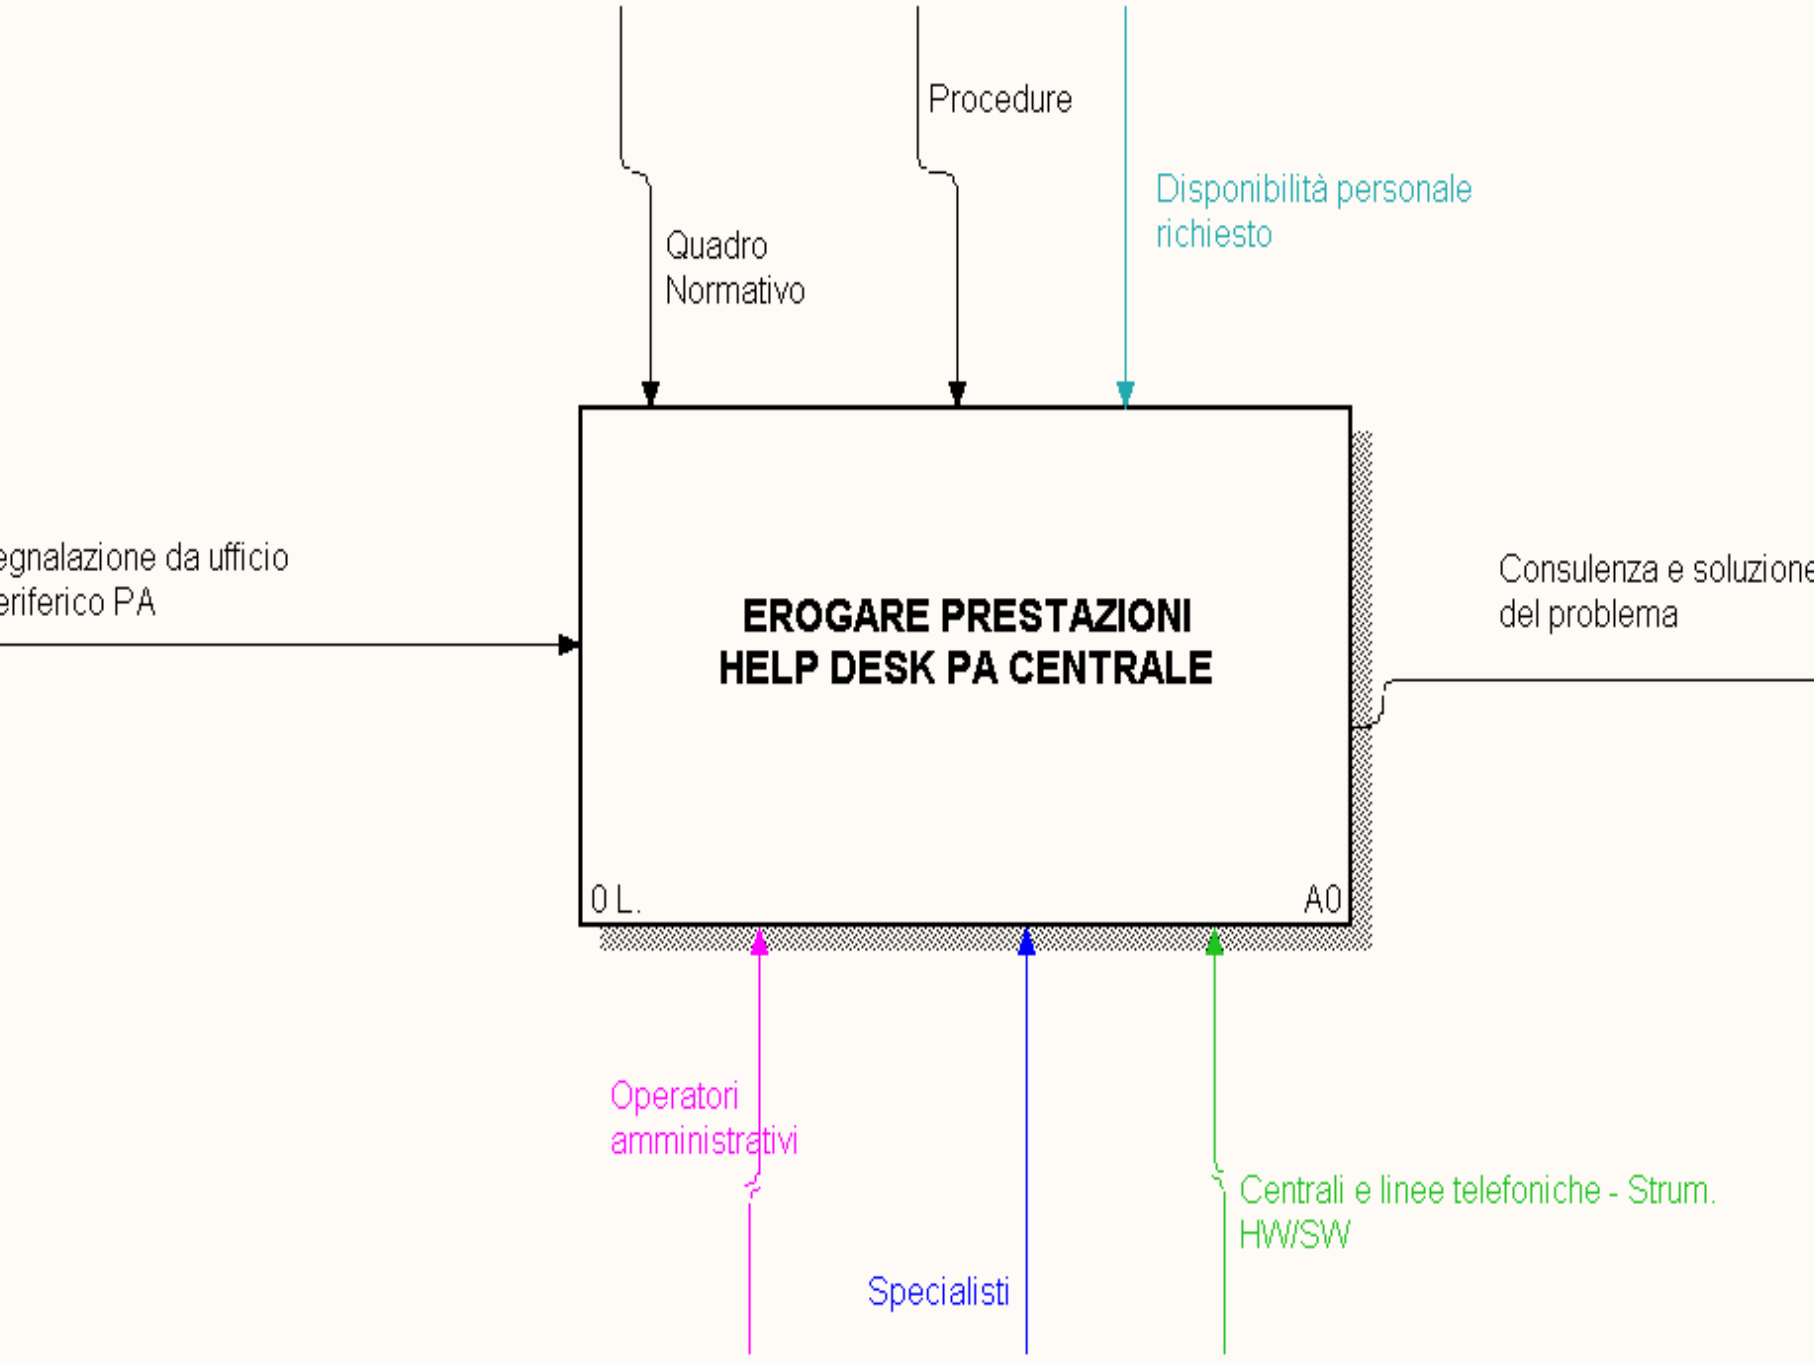 Procedure
Disponibilità personale
richiesto
Quadro
Normativo
egnalazione da ufficio
eriferico PA
Consulenza e soluzione
del problema
EROGARE PRESTAZIONI
HELP DESK PA CENTRALE
0 L.
A0
Operatori
amministrativi
Centrali e linee telefoniche - Strum.
HW/SW
Specialisti